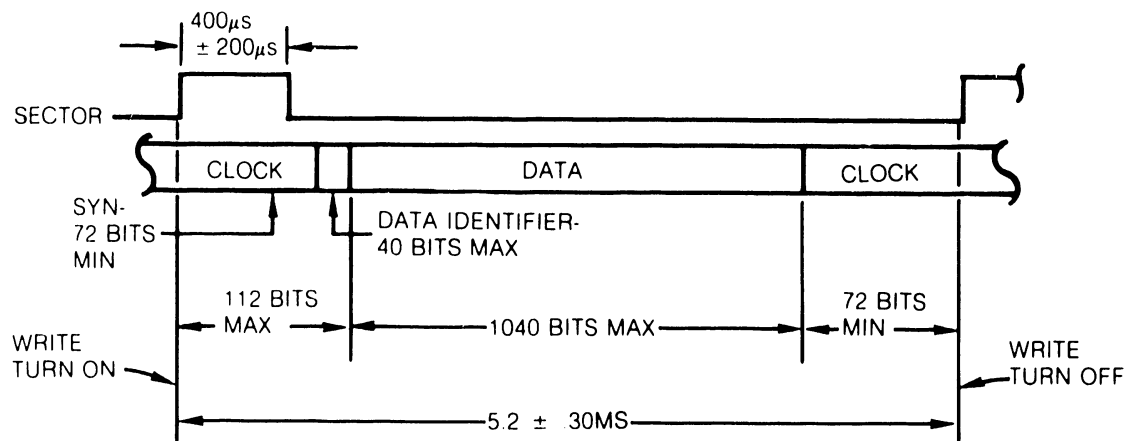 400µs
± 200µs
SECTOR
CLOCK
DATA
CLOCK
SYN-
72 BITS
MIN
DATA IDENTIFIER-
40 BITS MAX
112 BITS
MAX
1040 BITS MAX
72 BITS
MIN
WRITE
TURN ON
WRITE
TURN OFF
5.2 ± .30MS